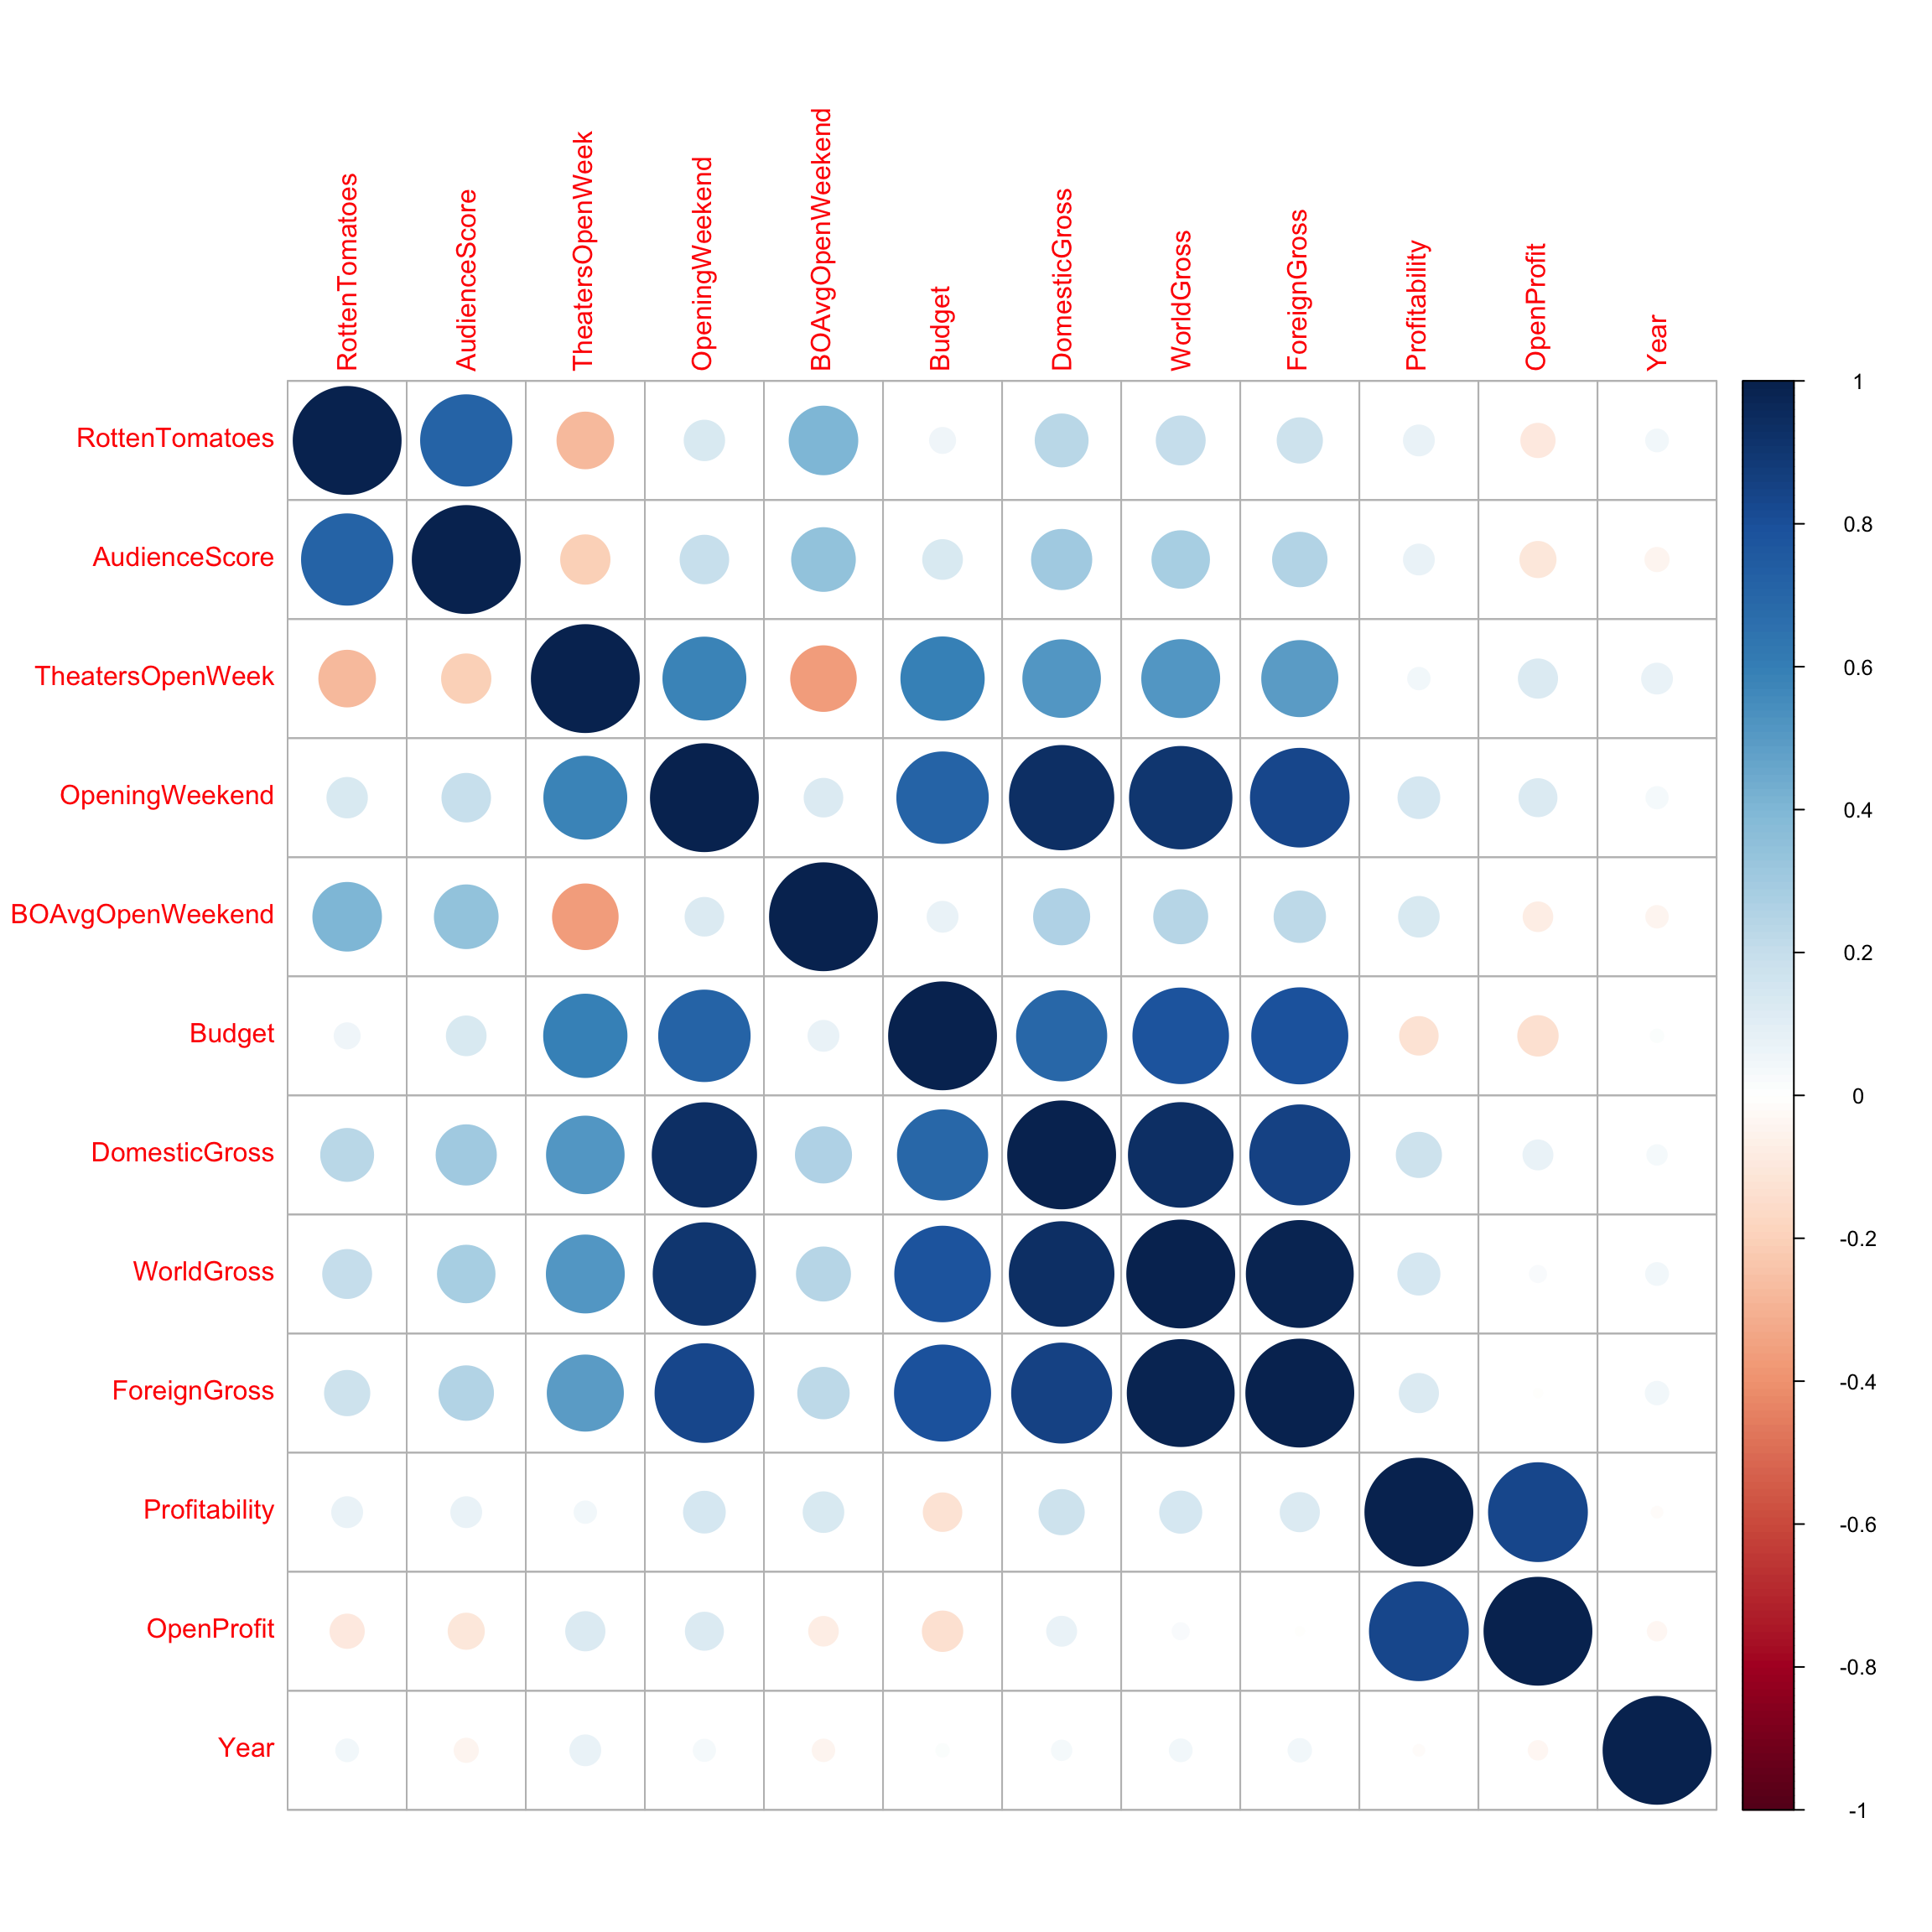 RottenTomatoes
AudienceScore
TheatersOpenWeek
OpeningWeekend
BOAvgOpenWeekend
Budget
DomesticGross
WorldGross
ForeignGross
Profitability
OpenProfit
Year
RottenTomatoes
AudienceScore
TheatersOpenWeek
OpeningWeekend
BOAvgOpenWeekend
Budget
DomesticGross
WorldGross
ForeignGross
Profitability
OpenProfit
Year
1
0.8
0.6
0.4
0.2
0
-0.2
-0.4
-0.6
-0.8
-1